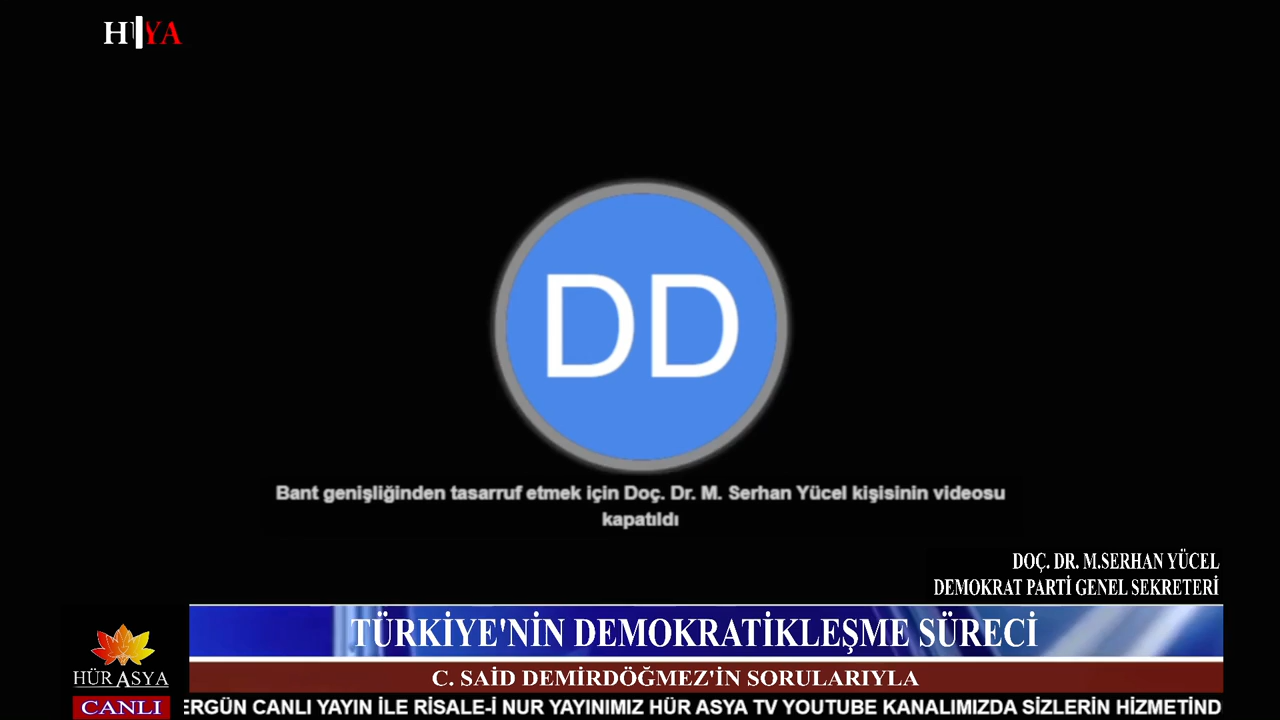 DD
Bant genişliğinden tasarruf etmek için Doç. Dr. M. Serhan Yücel kişisinin videosu
kapatıldı
DOÇ. DR. M.SERHAN YÜCEL
DEMOKRAT PARTİ GENEL SEKRETERİ
TÜRKİYE'NİN DEMOKRATİKLEŞME SÜRECİ
C. SAİD DEMİRDÖĞMEZ'İN SORULARIYLA
HÜR ASYA
CANLI
ERGÜN CANLI YAYIN İLE RİSALE-İ NUR YAYINIMIZ HÜR ASYA TV YOUTUBE KANALIMIZDA SİZLERİN HİZMETİND